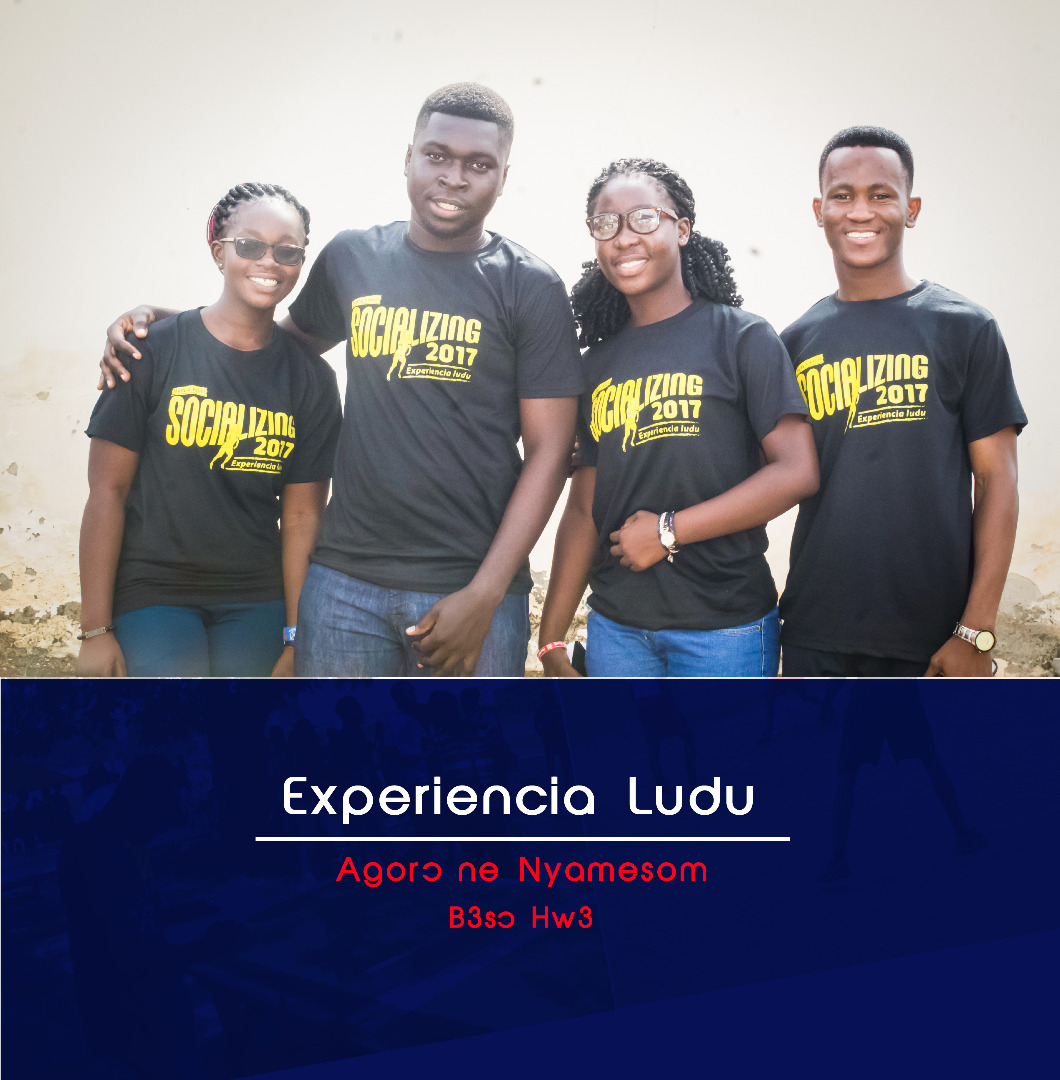 SOCIALIZING
2017
Experiencia ludu
SOCIALIZING
2017
Experiencia ludu
SOCIALIZING
2017
Experiencia ludu
SOCIALIZING
2017
Experiencia
Experiencia Ludu
Agorɔ ne Nyamesom
B3sɔ Hw3